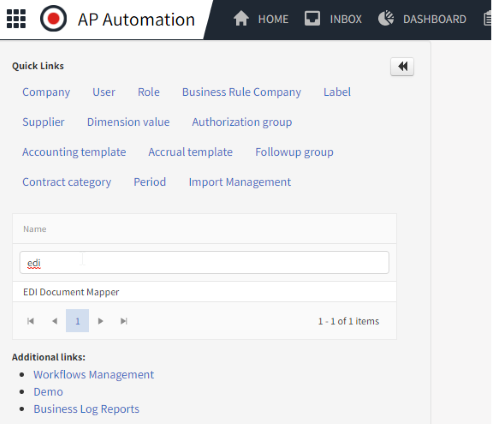 AP Automation HOME INBOX DASHBOARD
Quick Links
Company User Role Business Rule Company Label
Supplier Dimension value Authorization group
Accounting template Accrual template Followup group
Contract category Period Import Management
Name
edi
EDI Document Mapper
1 1 - 1 of 1 items
Additional links:
Workflows Management
Demo
Business Log Reports